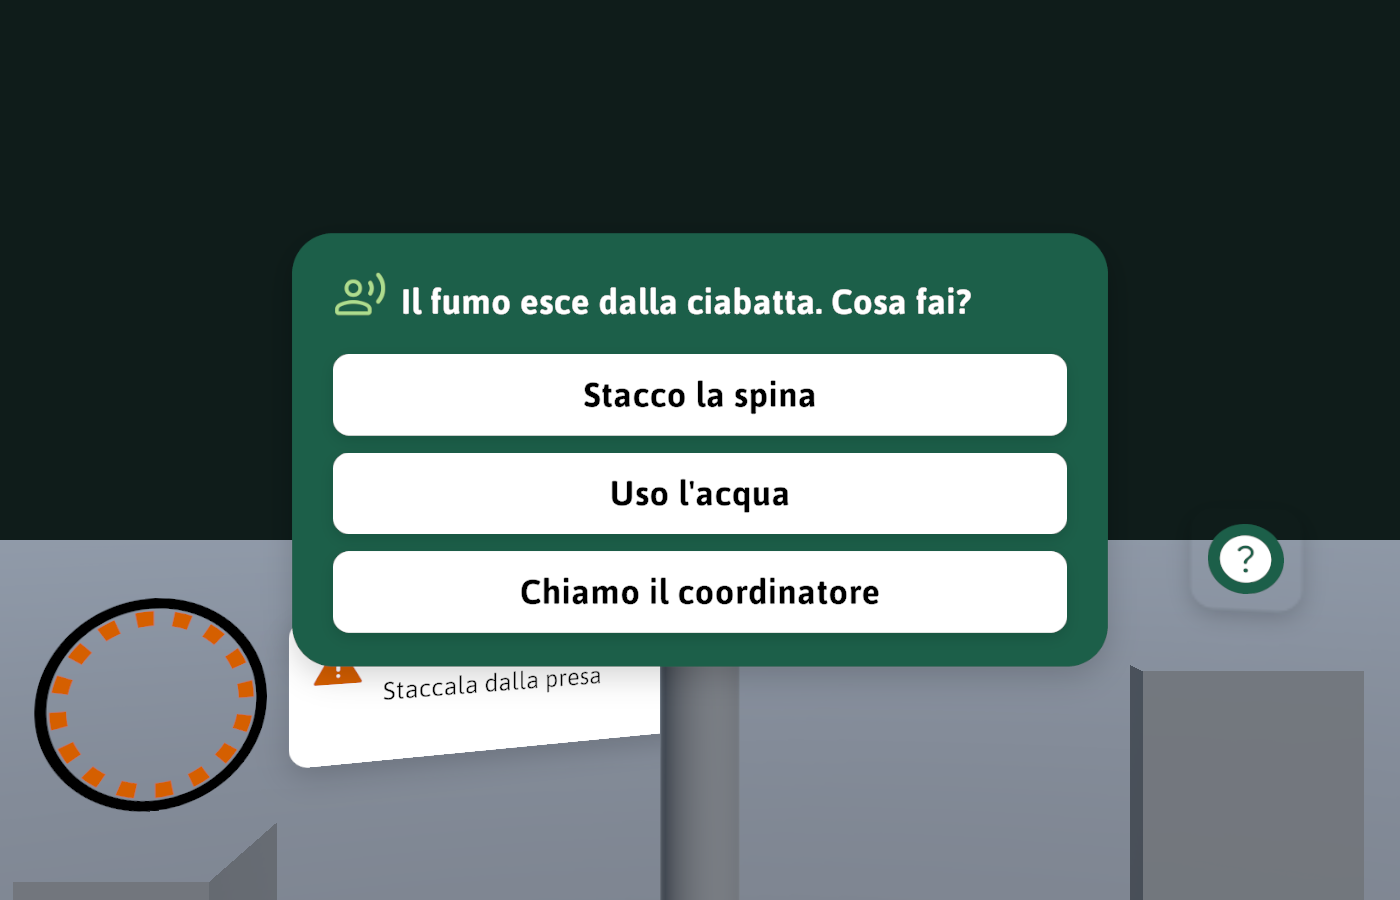 Il fumo esce dalla ciabatta. Cosa fai?
Stacco la spina
Uso l'acqua
Chiamo il coordinatore
?
Staccala dalla presa